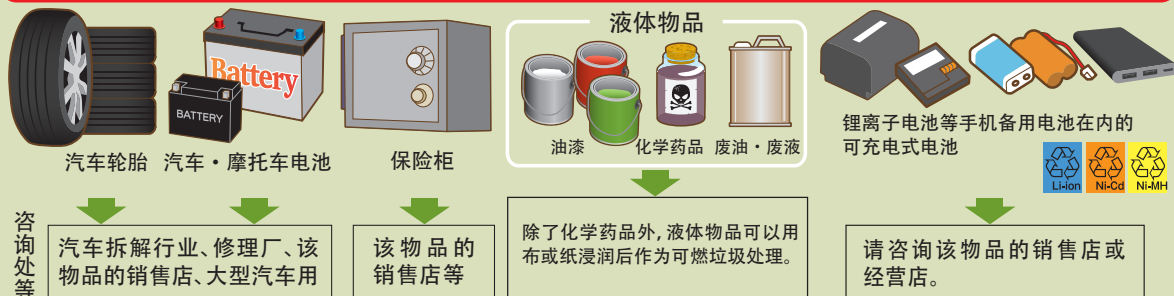 液体物品
Battery
BATTERY
汽车轮胎
汽车·摩托车电池
保险柜
油漆
化学药品
废油·废液
锂离子电池等手机备用电池在内的
可充电式电池
Li-ion
Ni-Cd
Ni-MH
咨询处等
汽车拆解行业、修理厂、该
物品的销售店、大型汽车用
该物品的
销售店等
除了化学药品外,液体物品可以用
布或纸浸润后作为可燃垃圾处理。
请咨询该物品的销售店或
经营店。